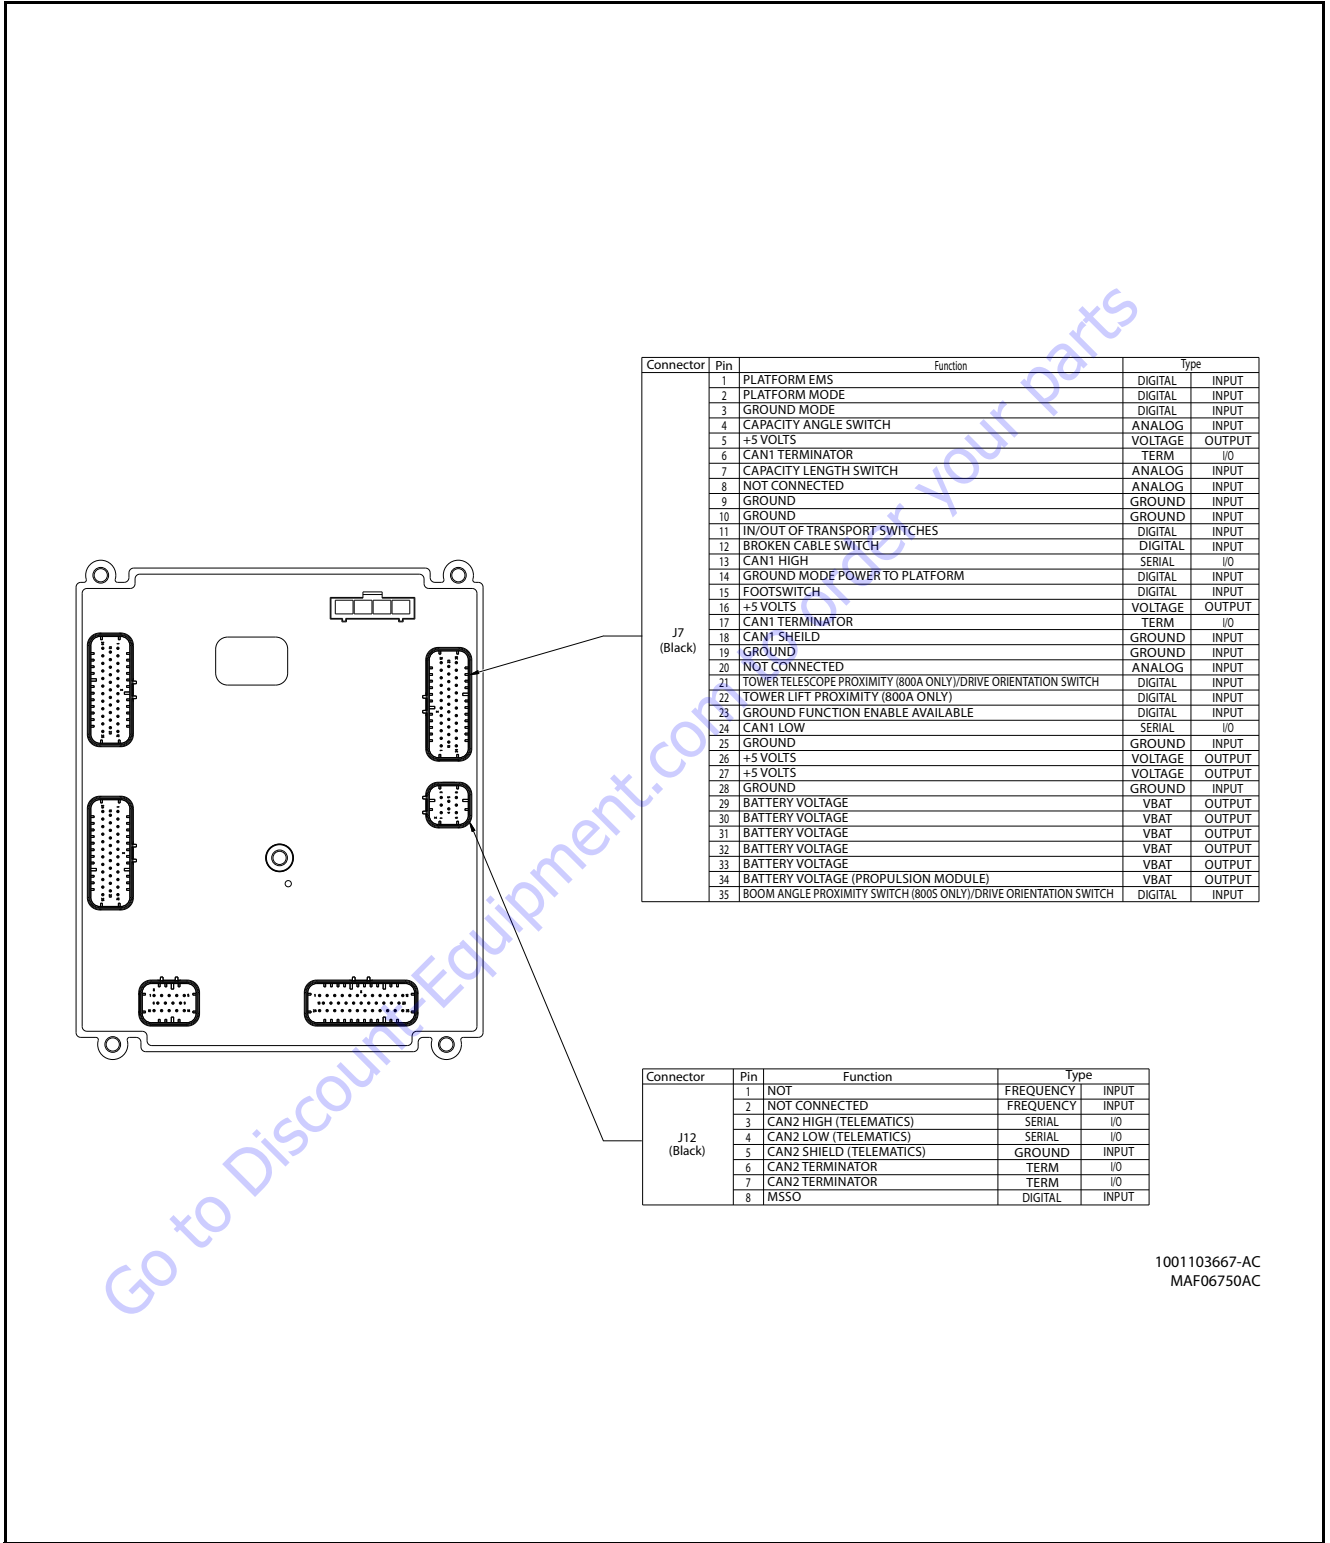 Connector Pin Function Type
1 PLATFORM EMS DIGITAL INPUT
2 PLATFORM MODE DIGITAL INPUT
3 GROUND MODE DIGITAL INPUT
4 CAPACITY ANGLE SWITCH ANALOG INPUT
5 +5 VOLTS VOLTAGE OUTPUT
6 CAN1 TERMINATOR TERM I/O
7 CAPACITY LENGTH SWITCH ANALOG INPUT
8 NOT CONNECTED ANALOG INPUT
9 GROUND GROUND INPUT
10 GROUND GROUND INPUT
11 IN/OUT OF TRANSPORT SWITCHES DIGITAL INPUT
12 BROKEN CABLE SWITCH DIGITAL INPUT
13 CAN1 HIGH SERIAL I/O
14 GROUND MODE POWER TO PLATFORM DIGITAL INPUT
15 FOOTSWITCH DIGITAL INPUT
16 +5 VOLTS VOLTAGE OUTPUT
17 CAN1 TERMINATOR TERM I/O
J7
(Black)
18 CAN1 SHEILD GROUND INPUT
19 GROUND GROUND INPUT
20 NOT CONNECTED ANALOG INPUT
21 TOWER TELESCOPE PROXIMITY (800A ONLY)/DRIVE ORIENTATION SWITCH DIGITAL INPUT
22 TOWER LIFT PROXIMITY (800A ONLY) DIGITAL INPUT
23 GROUND FUNCTION ENABLE AVAILABLE DIGITAL INPUT
24 CAN1 LOW SERIAL I/O
25 GROUND GROUND INPUT
26 +5 VOLTS VOLTAGE OUTPUT
27 +5 VOLTS VOLTAGE OUTPUT
28 GROUND GROUND INPUT
29 BATTERY VOLTAGE VBAT OUTPUT
30 BATTERY VOLTAGE VBAT OUTPUT
31 BATTERY VOLTAGE VBAT OUTPUT
32 BATTERY VOLTAGE VBAT OUTPUT
33 BATTERY VOLTAGE VBAT OUTPUT
34 BATTERY VOLTAGE (PROPULSION MODULE) VBAT OUTPUT
35 BOOM ANGLE PROXIMITY SWITCH (800S ONLY)/DRIVE ORIENTATION SWITCH DIGITAL INPUT
Connector Pin Function Type
1 NOT FREQUENCY INPUT
2 NOT CONNECTED FREQUENCY INPUT
3 CAN2 HIGH (TELEMATICS) SERIAL I/O
J12
(Black)
4 CAN2 LOW (TELEMATICS) SERIAL I/O
5 CAN2 SHIELD (TELEMATICS) GROUND INPUT
6 CAN2 TERMINATOR TERM I/O
7 CAN2 TERMINATOR TERM I/O
8 MSSO DIGITAL INPUT
1001103667-AC
MAF06750AC
Go to Discount-Equipment.com to order your parts